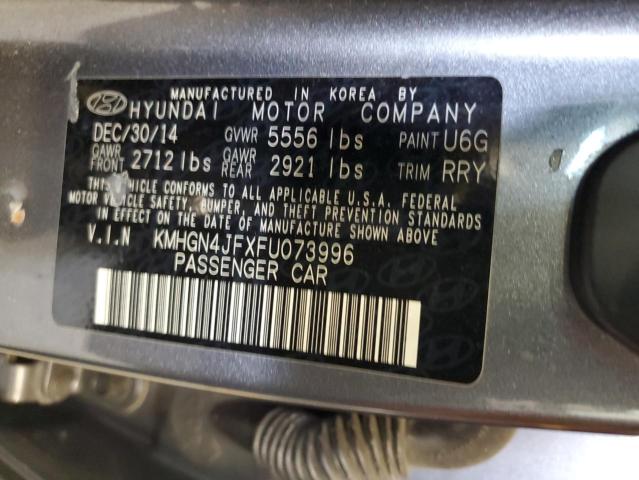 MANUFACTURED IN KOREA BY
HYUNDAI MOTOR COMPANY
DEC/30/14 GVWR 5556 lbs PAINT U6G
GAWR FRONT 2712 lbs GAWR REAR 2921 lbs TRIM RRY
THIS VEHICLE CONFORMS TO ALL APPLICABLE U.S.A. FEDERAL
MOTOR VEHICLE SAFETY, BUMPER, AND THEFT PREVENTION STANDARDS
IN EFFECT ON THE DATE OF MANUFACTURE SHOWN ABOVE
V.I.N KMHGN4JFXFU073996
PASSENGER CAR